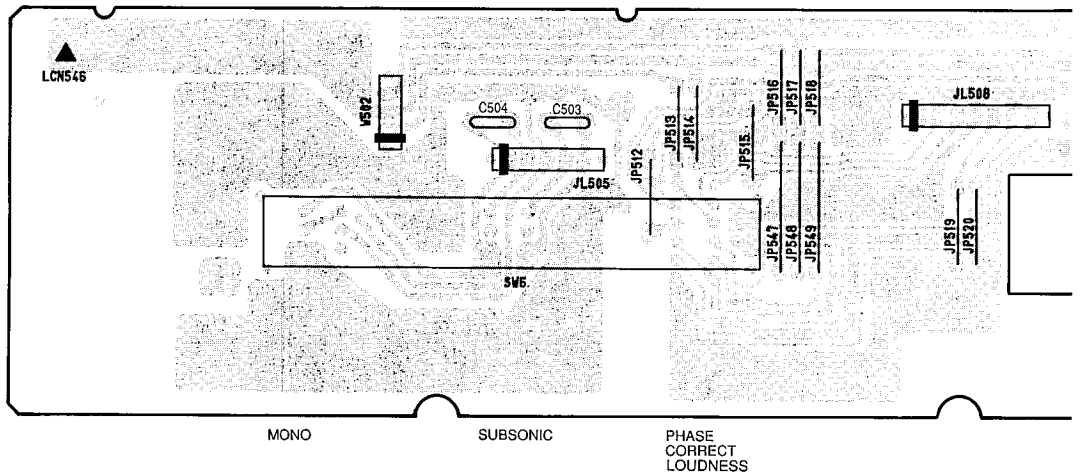 LCN546
W502
C504
C503
JL505
JP512
JP513
JP514
JP515
JP516
JP517
JP518
JL508
JP547
JP548
JP549
JP519
JP520
SW6
MONO
SUBSONIC
PHASE
CORRECT
LOUDNESS